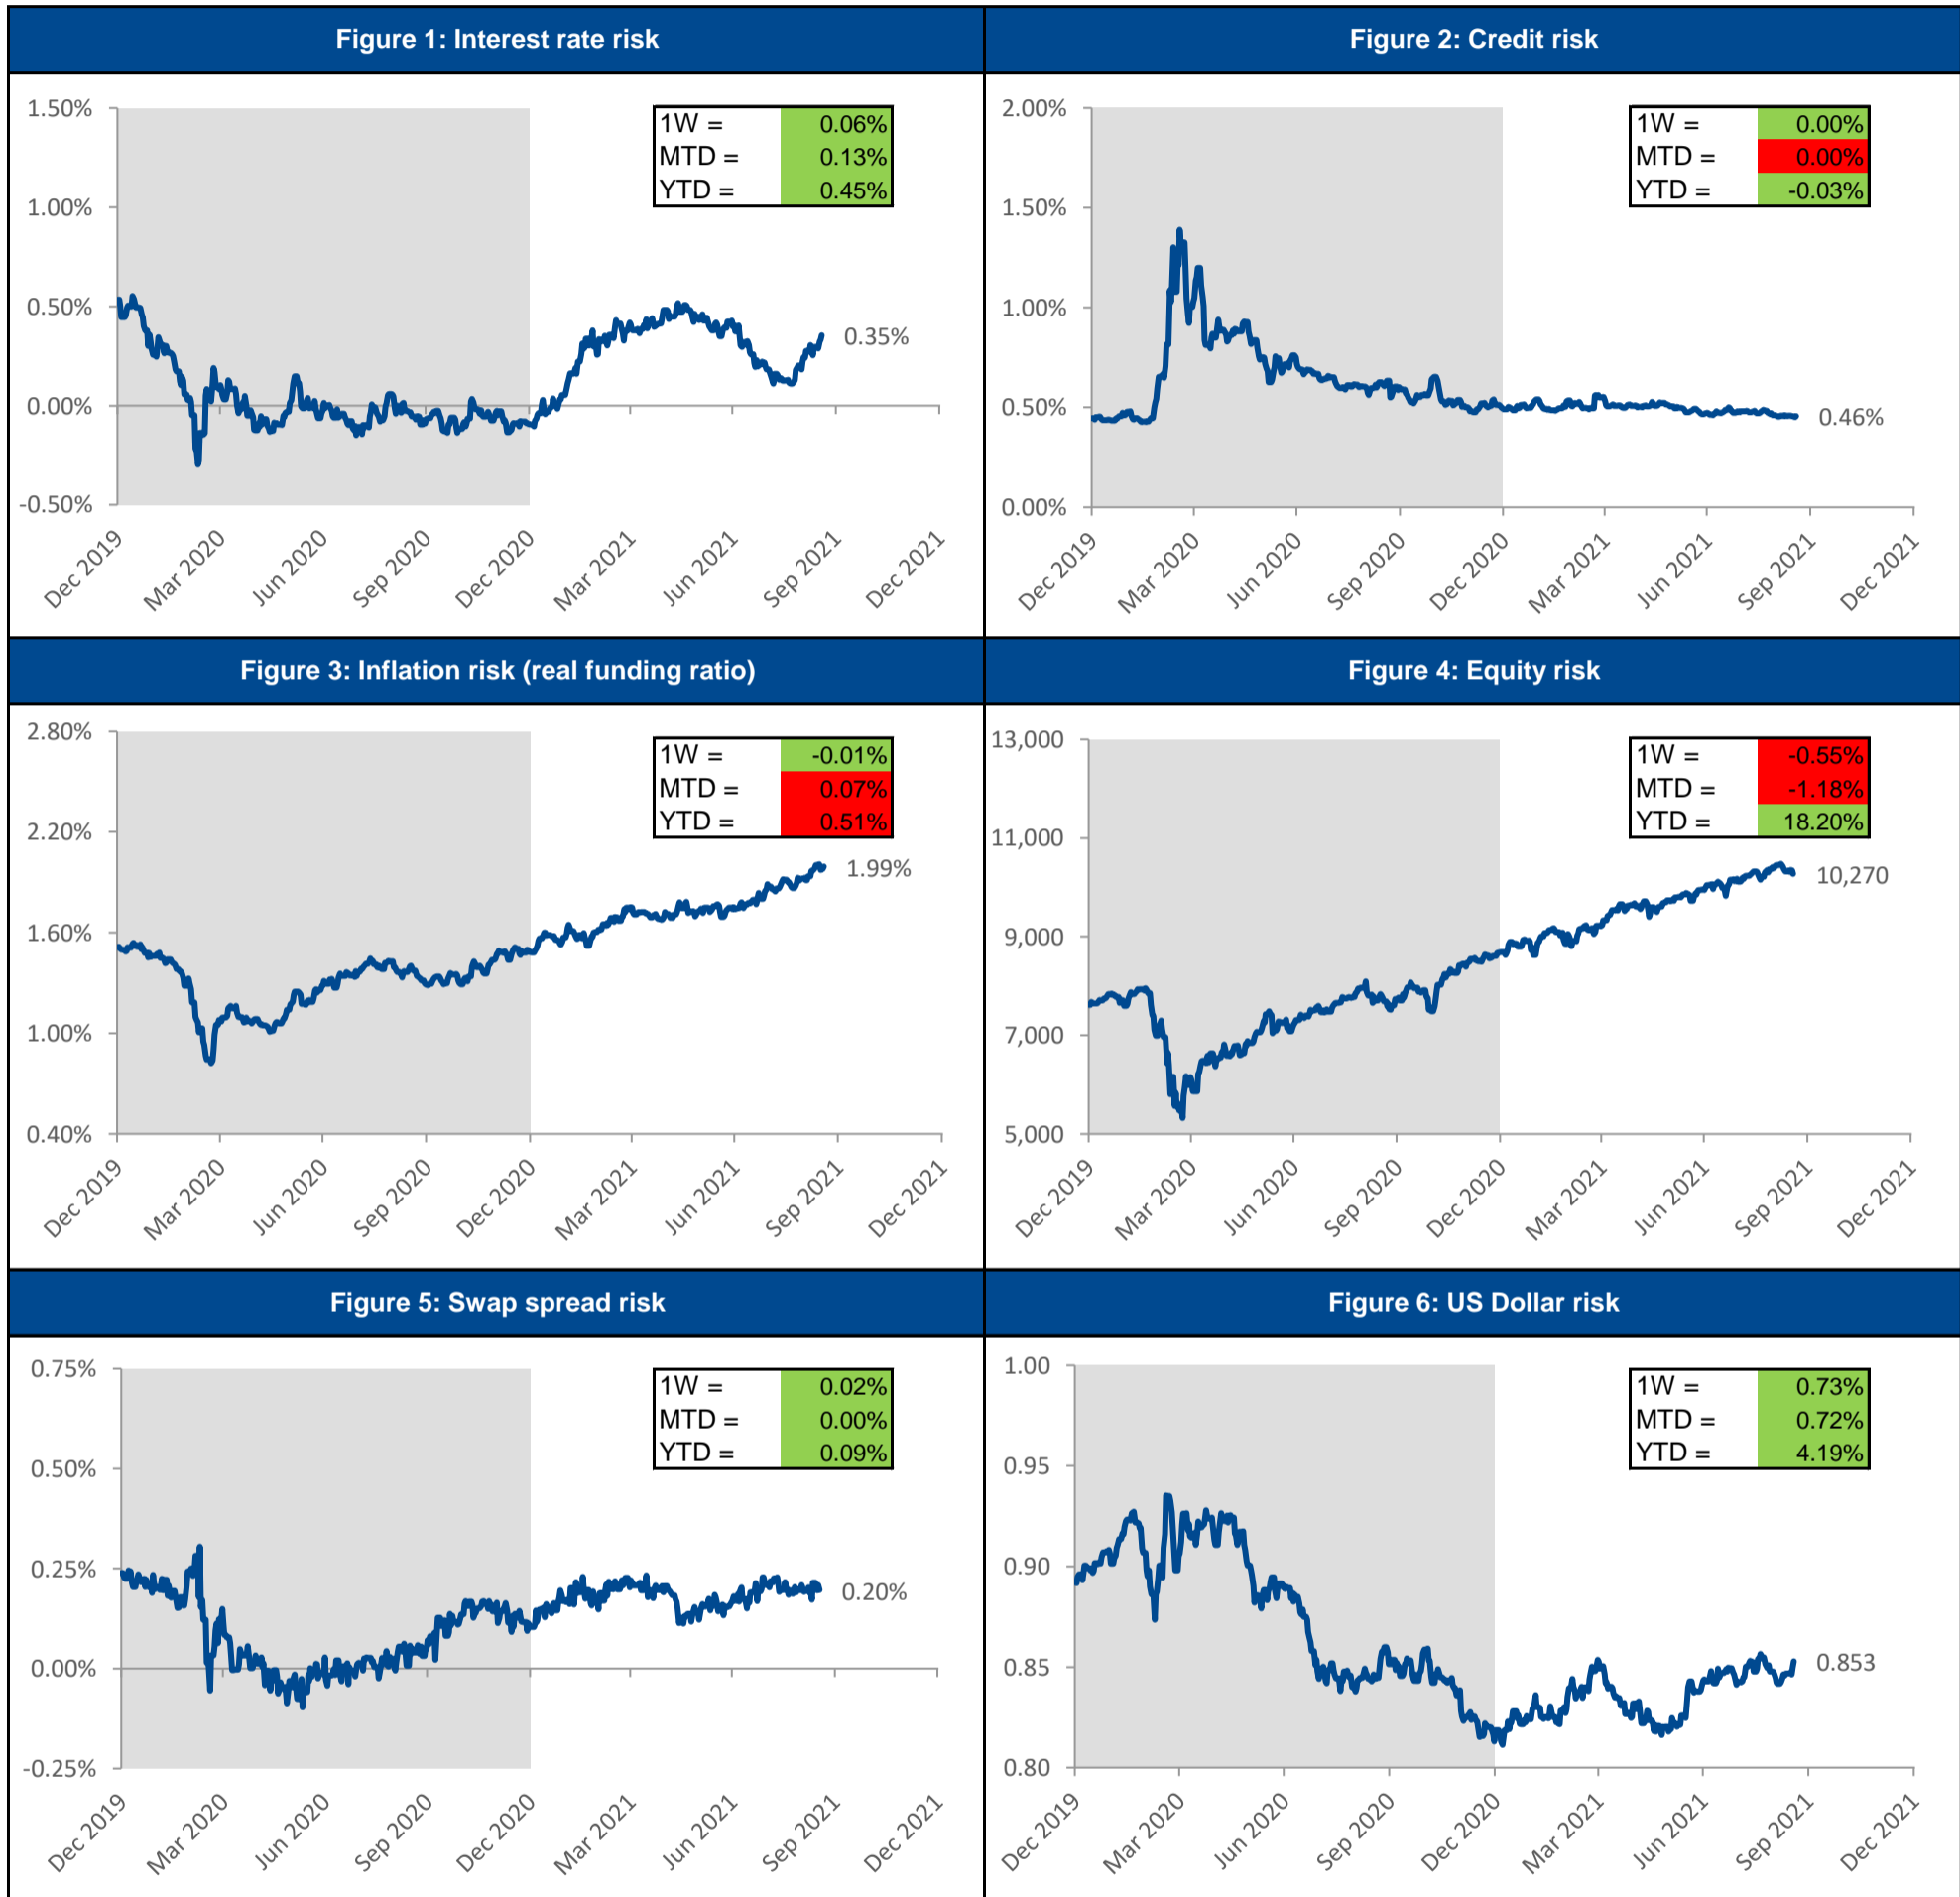 Figure 1: Interest rate risk
1.50%
1.00%
0.50%
0.00%
-0.50%
1W = 0.06%
MTD = 0.13%
YTD = 0.45%
0.35%
Dec 2019 Mar 2020 Jun 2020 Sep 2020 Dec 2020 Mar 2021 Jun 2021 Sep 2021 Dec 2021
Figure 2: Credit risk
2.00%
1.50%
1.00%
0.50%
0.00%
1W = 0.00%
MTD = 0.00%
YTD = -0.03%
0.46%
Dec 2019 Mar 2020 Jun 2020 Sep 2020 Dec 2020 Mar 2021 Jun 2021 Sep 2021 Dec 2021
Figure 3: Inflation risk (real funding ratio)
2.80%
2.20%
1.60%
1.00%
0.40%
1W = -0.01%
MTD = 0.07%
YTD = 0.51%
1.99%
Dec 2019 Mar 2020 Jun 2020 Sep 2020 Dec 2020 Mar 2021 Jun 2021 Sep 2021 Dec 2021
Figure 4: Equity risk
13,000
11,000
9,000
7,000
5,000
1W = -0.55%
MTD = -1.18%
YTD = 18.20%
10,270
Dec 2019 Mar 2020 Jun 2020 Sep 2020 Dec 2020 Mar 2021 Jun 2021 Sep 2021 Dec 2021
Figure 5: Swap spread risk
0.75%
0.50%
0.25%
0.00%
-0.25%
1W = 0.02%
MTD = 0.00%
YTD = 0.09%
0.20%
Dec 2019 Mar 2020 Jun 2020 Sep 2020 Dec 2020 Mar 2021 Jun 2021 Sep 2021 Dec 2021
Figure 6: US Dollar risk
1.00
0.95
0.90
0.85
0.80
1W = 0.73%
MTD = 0.72%
YTD = 4.19%
0.853
Dec 2019 Mar 2020 Jun 2020 Sep 2020 Dec 2020 Mar 2021 Jun 2021 Sep 2021 Dec 2021